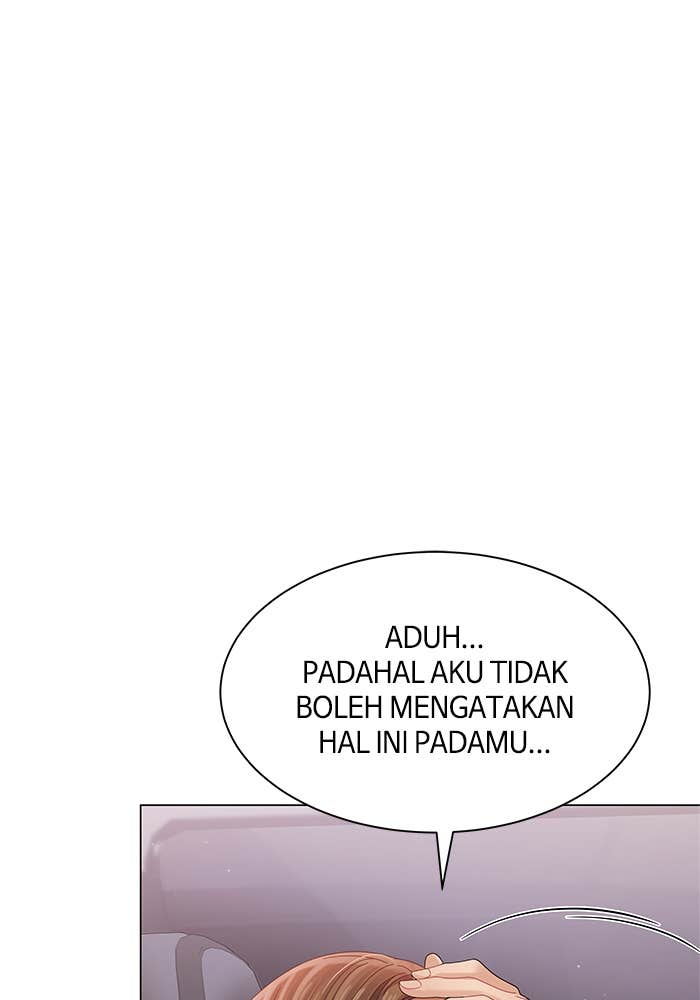 ADUH...
PADAHAL AKU TIDAK
BOLEH MENGATAKAN
HAL INI PADAMU...